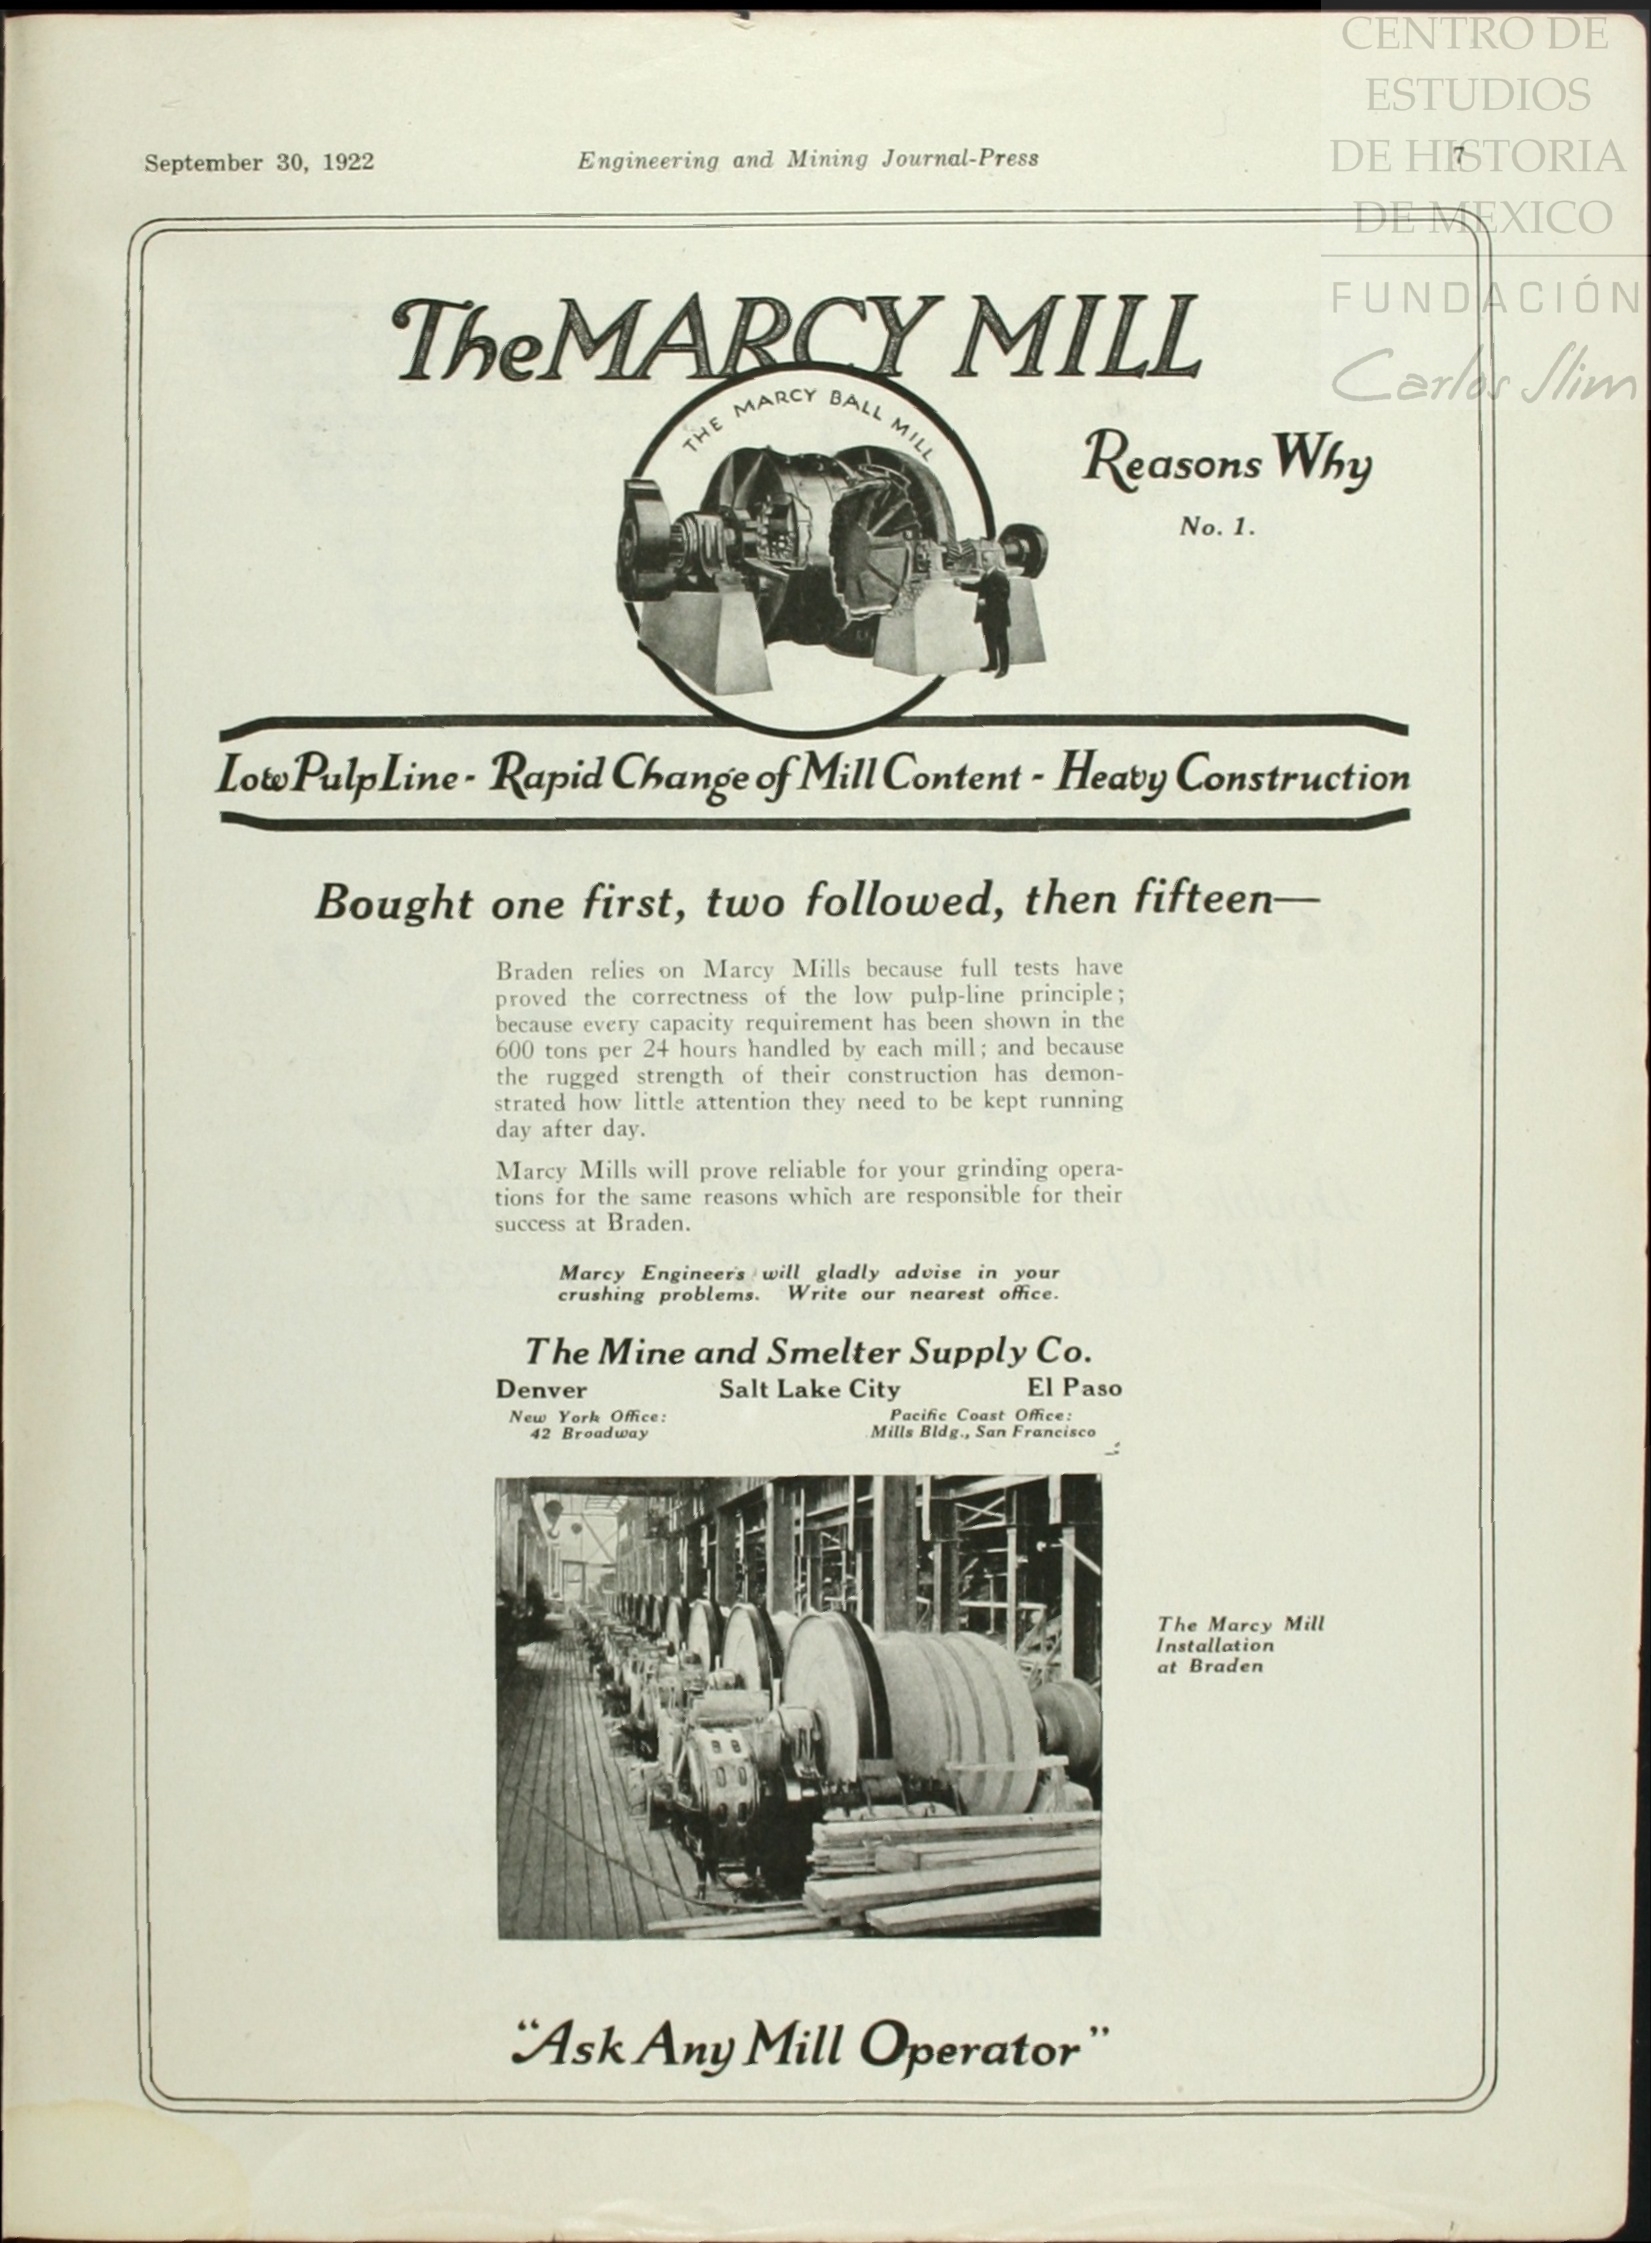 CENTRO DE
ESTUDIOS
DE HISTORIA
DE MEXICO
FUNDACIÓN
Carlos Slim
September 30, 1922 Engineering and Mining Journal-Press 7
The MARCY MILL
THE MARCY BALL MILL
Reasons Why
No. 1.
Low Pulp Line - Rapid Change of Mill Content - Heavy Construction
Bought one first, two followed, then fifteen—
Braden relies on Marcy Mills because full tests have
proved the correctness of the low pulp-line principle;
because every capacity requirement has been shown in the
600 tons per 24 hours handled by each mill; and because
the rugged strength of their construction has demon-
strated how little attention they need to be kept running
day after day.
Marcy Mills will prove reliable for your grinding opera-
tions for the same reasons which are responsible for their
success at Braden.
Marcy Engineers will gladly advise in your
crushing problems. Write our nearest office.
The Mine and Smelter Supply Co.
Denver Salt Lake City El Paso
New York Office: Pacific Coast Office:
42 Broadway Mills Bldg., San Francisco
The Marcy Mill
Installation
at Braden
"Ask Any Mill Operator"